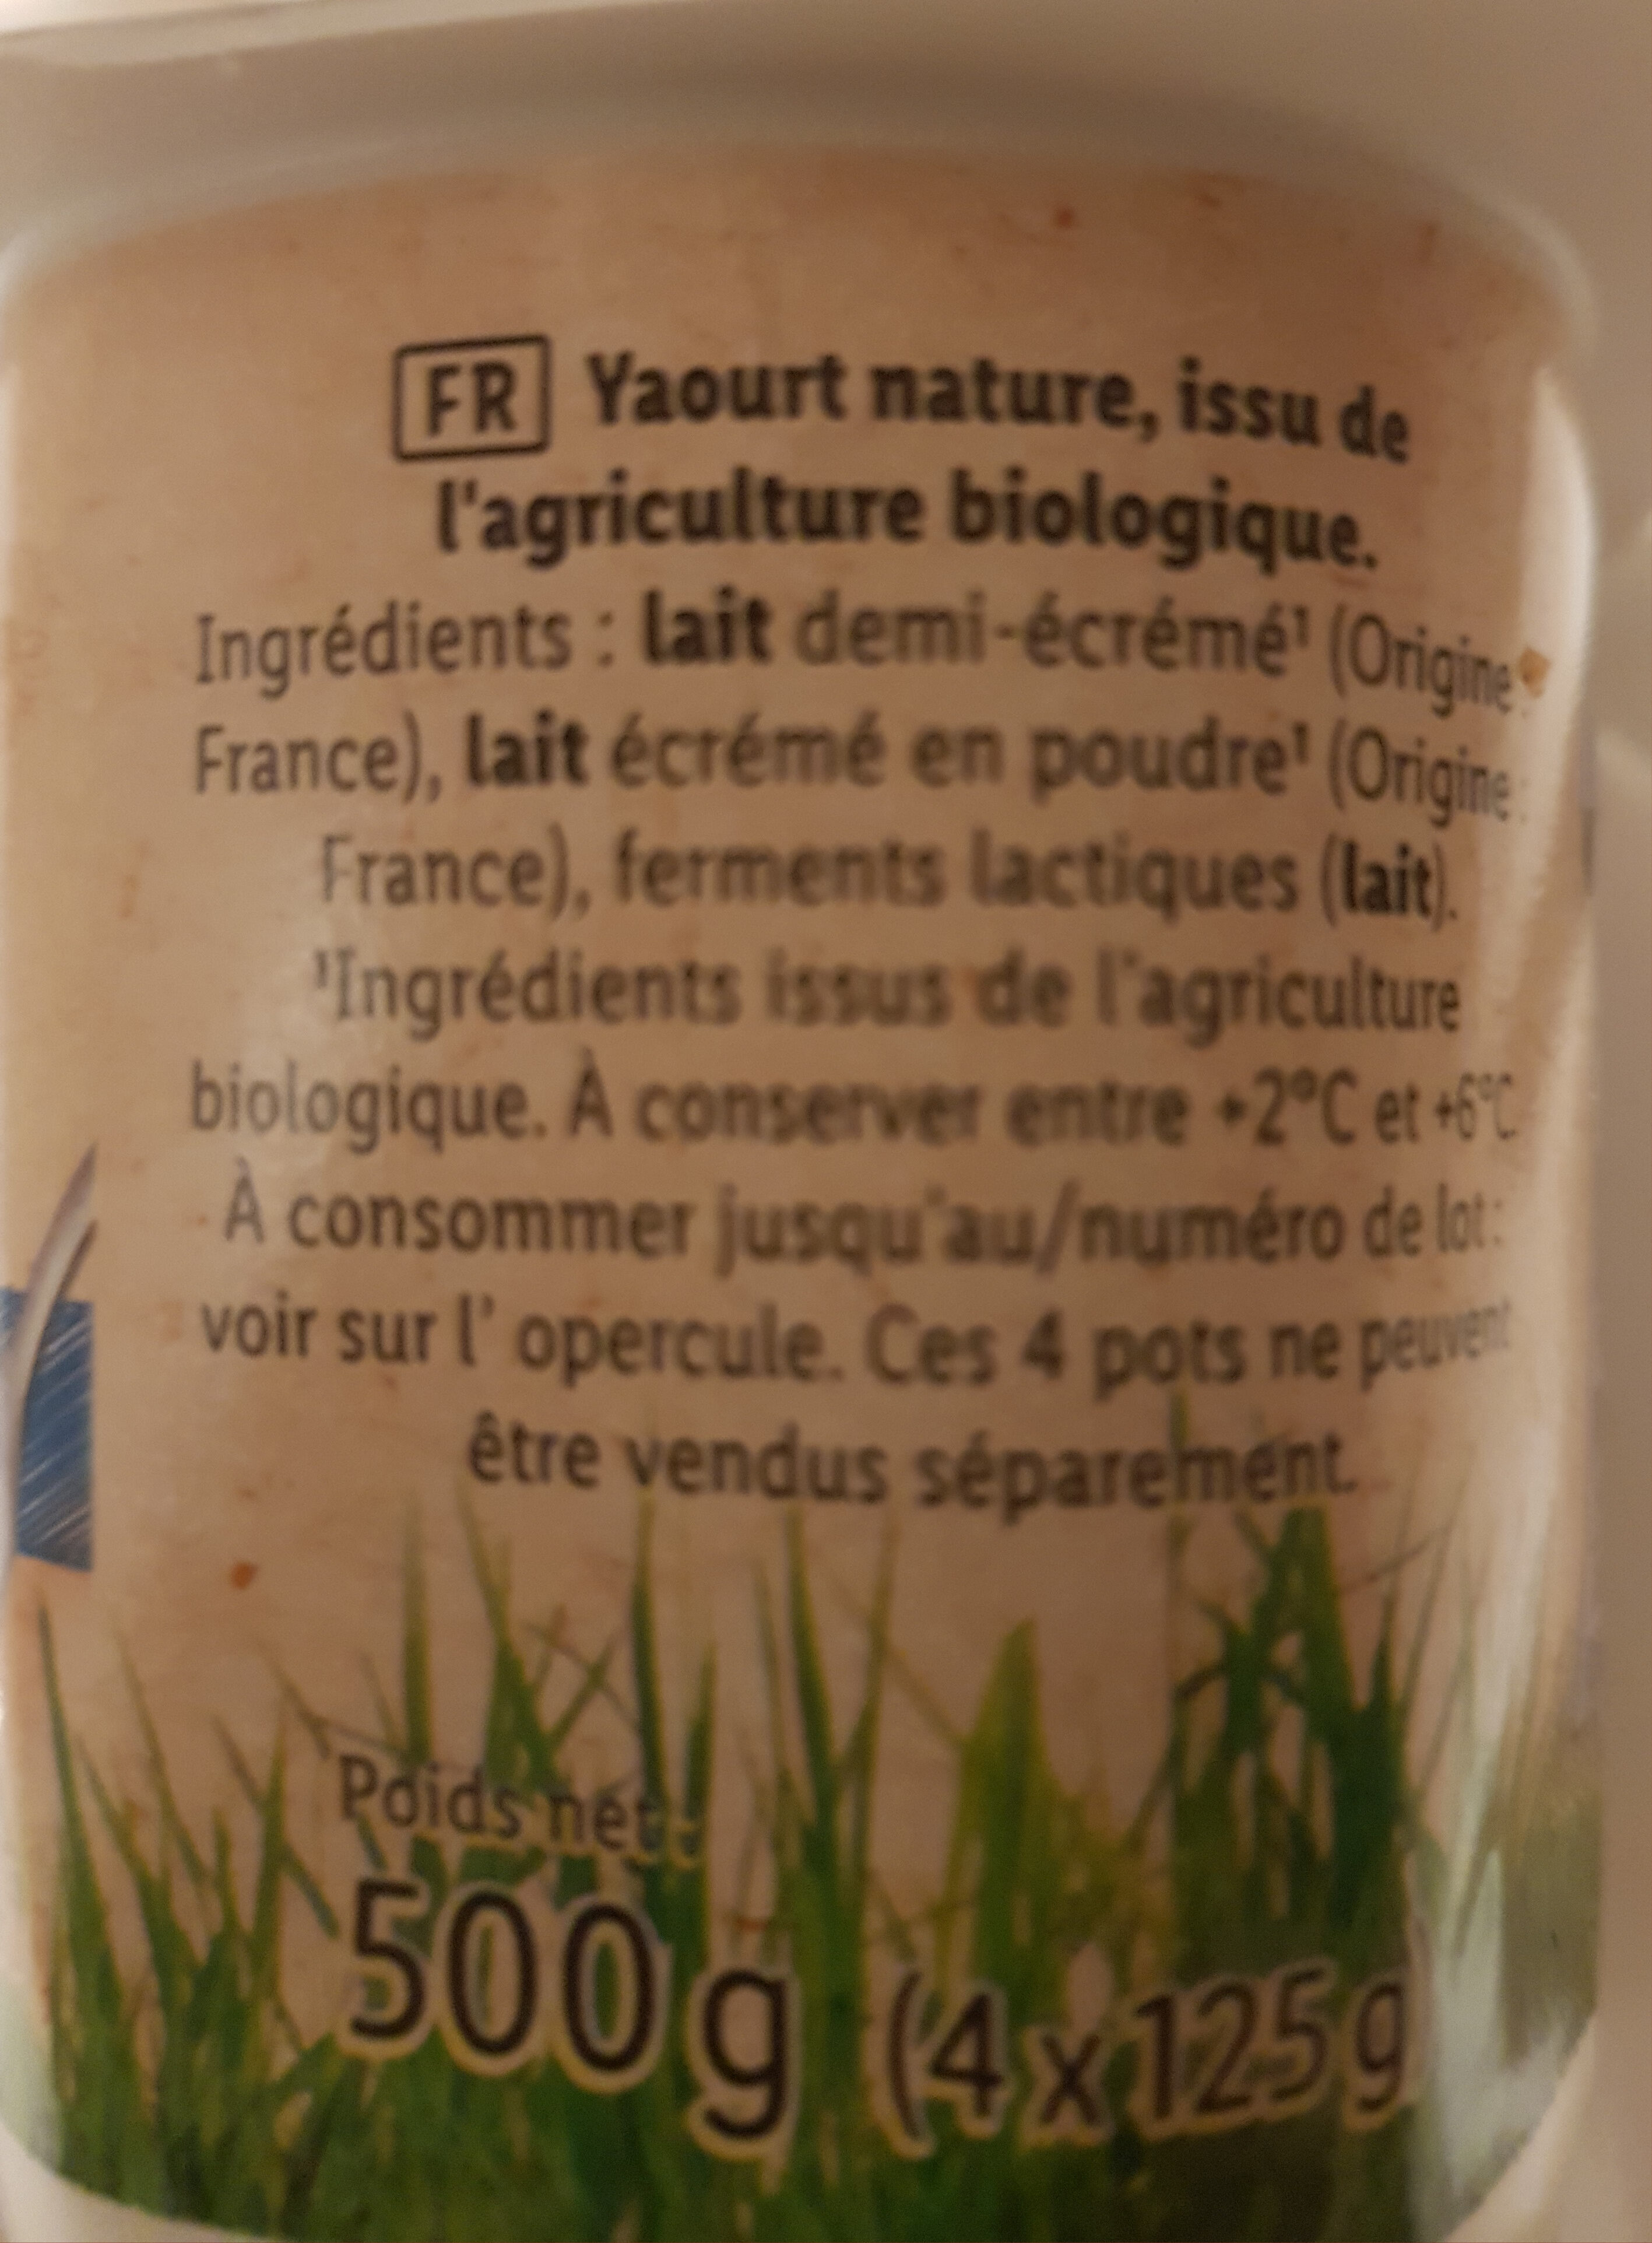 FR Yaourt nature, issu de
l'agriculture biologique.
Ingrédients : lait demi-écrémé¹ (Origine :
France), lait écrémé en poudre¹ (Origine :
France), ferments lactiques (lait).
¹Ingrédients issus de l'agriculture
biologique. À conserver entre +2°C et +6°C.
À consommer jusqu'au/numéro de lot :
voir sur l' opercule. Ces 4 pots ne peuvent
être vendus séparement.
Poids net :
500 g (4 x 125 g